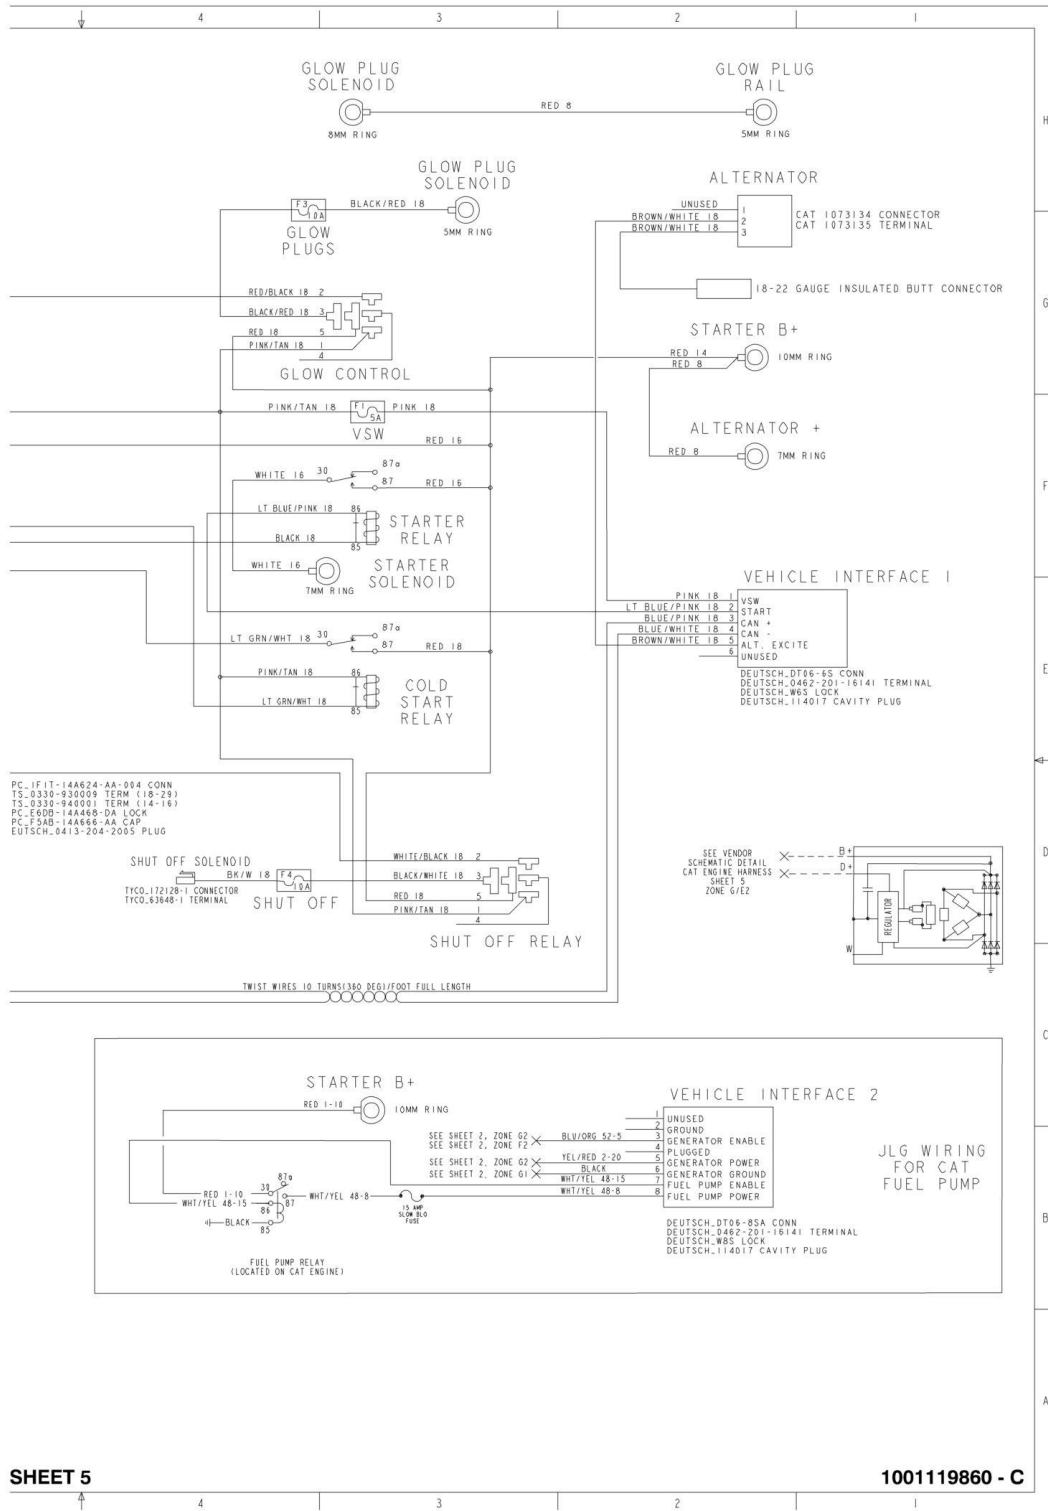 4 3 2 1
GLOW PLUG
SOLENOID
8MM RING
RED 8
GLOW PLUG
RAIL
5MM RING
H
GLOW PLUG
SOLENOID
5MM RING
F3
10A
BLACK/RED 18
GLOW
PLUGS
ALTERNATOR
UNUSED 1
BROWN/WHITE 18 2
BROWN/WHITE 18 3
CAT 1073134 CONNECTOR
CAT 1073135 TERMINAL
18-22 GAUGE INSULATED BUTT CONNECTOR
G
RED/BLACK 18 2
BLACK/RED 18 3
RED 18 5
PINK/TAN 18 1
4
GLOW CONTROL
STARTER B+
RED 14
RED 8
10MM RING
PINK/TAN 18
F1
5A
PINK 18
VSW
ALTERNATOR +
RED 8
7MM RING
RED 16
WHITE 16 30
87a
87
RED 16
F
LT BLUE/PINK 18 86
BLACK 18
85
STARTER
RELAY
WHITE 16
7MM RING
STARTER
SOLENOID
VEHICLE INTERFACE 1
PINK 18 1 VSW
LT BLUE/PINK 18 2 START
BLUE/PINK 18 3 CAN +
BLUE/WHITE 18 4 CAN -
BROWN/WHITE 18 5 ALT. EXCITE
6 UNUSED
DEUTSCH_DT06-6S CONN
DEUTSCH_0462-201-16141 TERMINAL
DEUTSCH_W6S LOCK
DEUTSCH_114017 CAVITY PLUG
E
LT GRN/WHT 18 30
87a
87
RED 18
PINK/TAN 18 86
LT GRN/WHT 18
85
COLD
START
RELAY
PC_1F1T-14A624-AA-004 CONN
TS_0330-930009 TERM (18-29)
TS_0330-940001 TERM (14-16)
PC_E6DB-14A468-DA LOCK
PC_F5AB-14A666-AA CAP
EUTSCH_0413-204-2005 PLUG
SHUT OFF SOLENOID
TYCO_172128-1 CONNECTOR
TYCO_63648-1 TERMINAL
BK/W 18
F4
10A
SHUT OFF
WHITE/BLACK 18 2
BLACK/WHITE 18 3
RED 18 5
PINK/TAN 18 1
4
SHUT OFF RELAY
SEE VENDOR
SCHEMATIC DETAIL
CAT ENGINE HARNESS
SHEET 5
ZONE G/E2
B+
D+
REGULATOR
W
D
TWIST WIRES 10 TURNS(360 DEG)/FOOT FULL LENGTH
C
STARTER B+
RED 1-10
10MM RING
VEHICLE INTERFACE 2
1 UNUSED
2 GROUND
SEE SHEET 2, ZONE G2
SEE SHEET 2, ZONE F2
BLU/ORG 52-5 3 GENERATOR ENABLE
4 PLUGGED
SEE SHEET 2, ZONE G2
YEL/RED 2-20 5 GENERATOR POWER
SEE SHEET 2, ZONE G1
BLACK 6 GENERATOR GROUND
WHT/YEL 48-15 7 FUEL PUMP ENABLE
WHT/YEL 48-8 8 FUEL PUMP POWER
DEUTSCH_DT06-8SA CONN
DEUTSCH_0462-201-16141 TERMINAL
DEUTSCH_W8S LOCK
DEUTSCH_114017 CAVITY PLUG
JLG WIRING
FOR CAT
FUEL PUMP
B
87a
RED 1-10 30
WHT/YEL 48-15
86 87
BLACK
85
WHT/YEL 48-8
15 AMP
SLOW BLO
FUSE
FUEL PUMP RELAY
(LOCATED ON CAT ENGINE)
A
SHEET 5
1001119860 - C
4 3 2 1